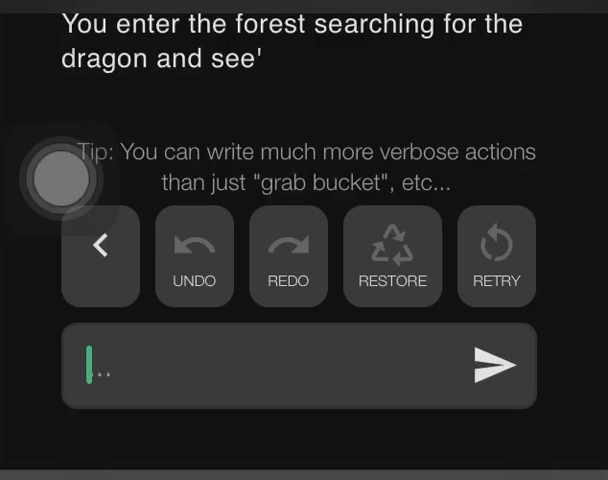 You enter the forest searching for the
dragon and see'
Tip: You can write much more verbose actions
than just "grab bucket", etc...
UNDO
REDO
RESTORE
RETRY
...